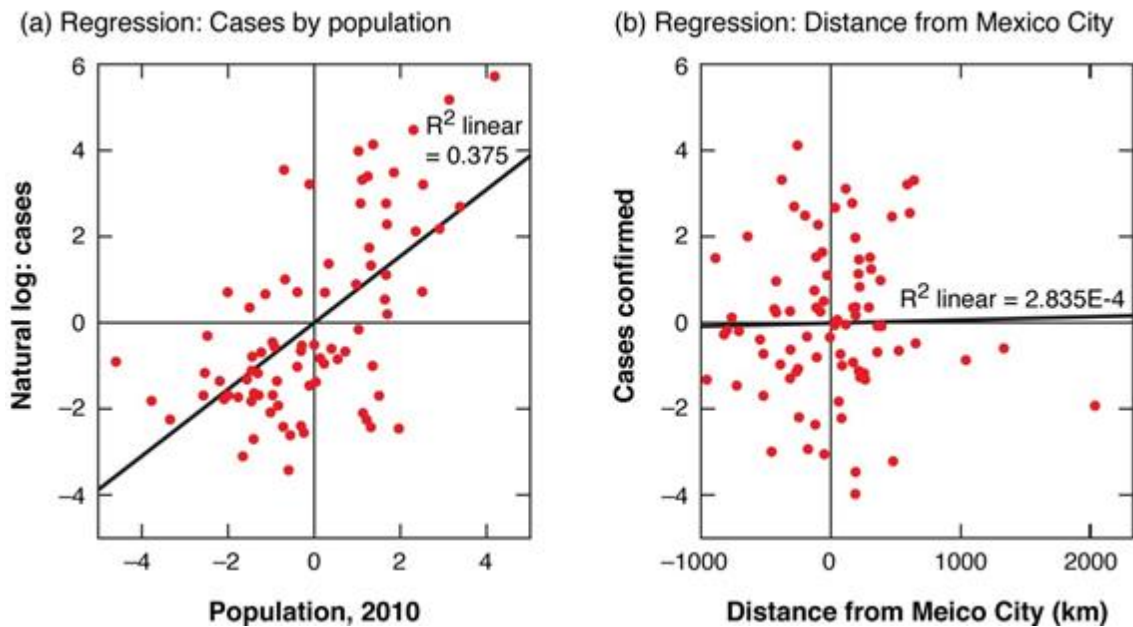 (a) Regression: Cases by population
6
4
2
0
−2
−4
Natural log: cases
R² linear
= 0.375
−4
−2
0
2
4
Population, 2010
(b) Regression: Distance from Mexico City
6
4
2
0
−2
−4
Cases confirmed
R² linear = 2.835E-4
-1000
0
1000
2000
Distance from Meico City (km)